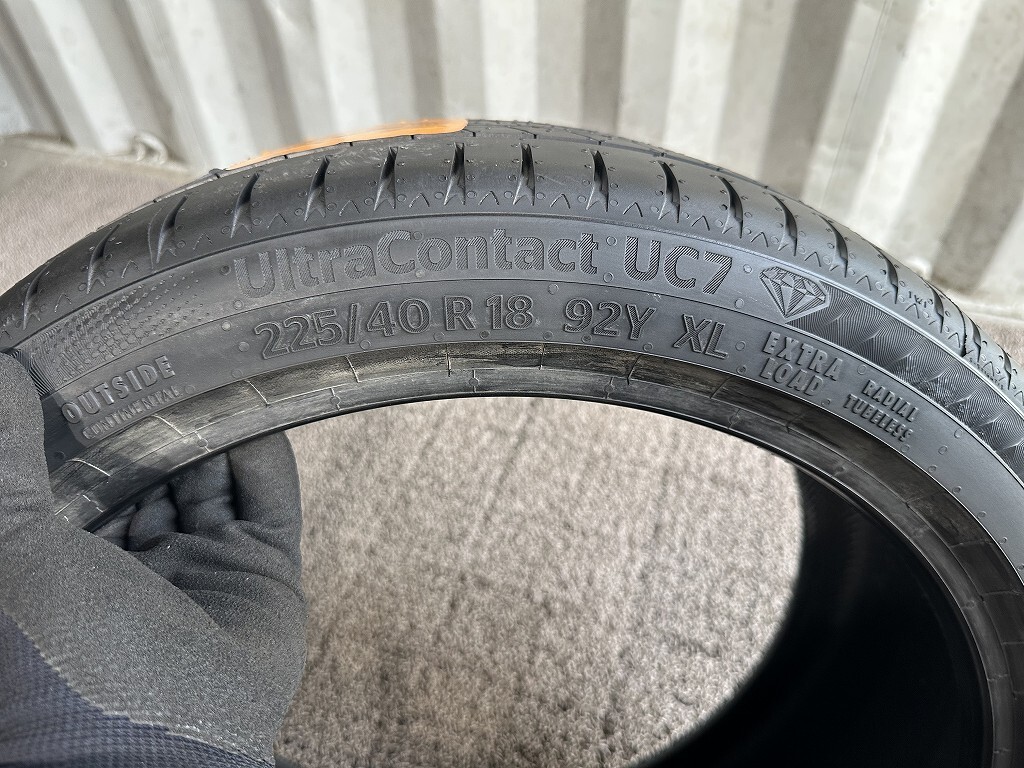 UltraContact UC7
225/40 R 18 92Y XL
EXTRA LOAD
RADIAL TUBELESS
OUTSIDE
CONTINENTAL